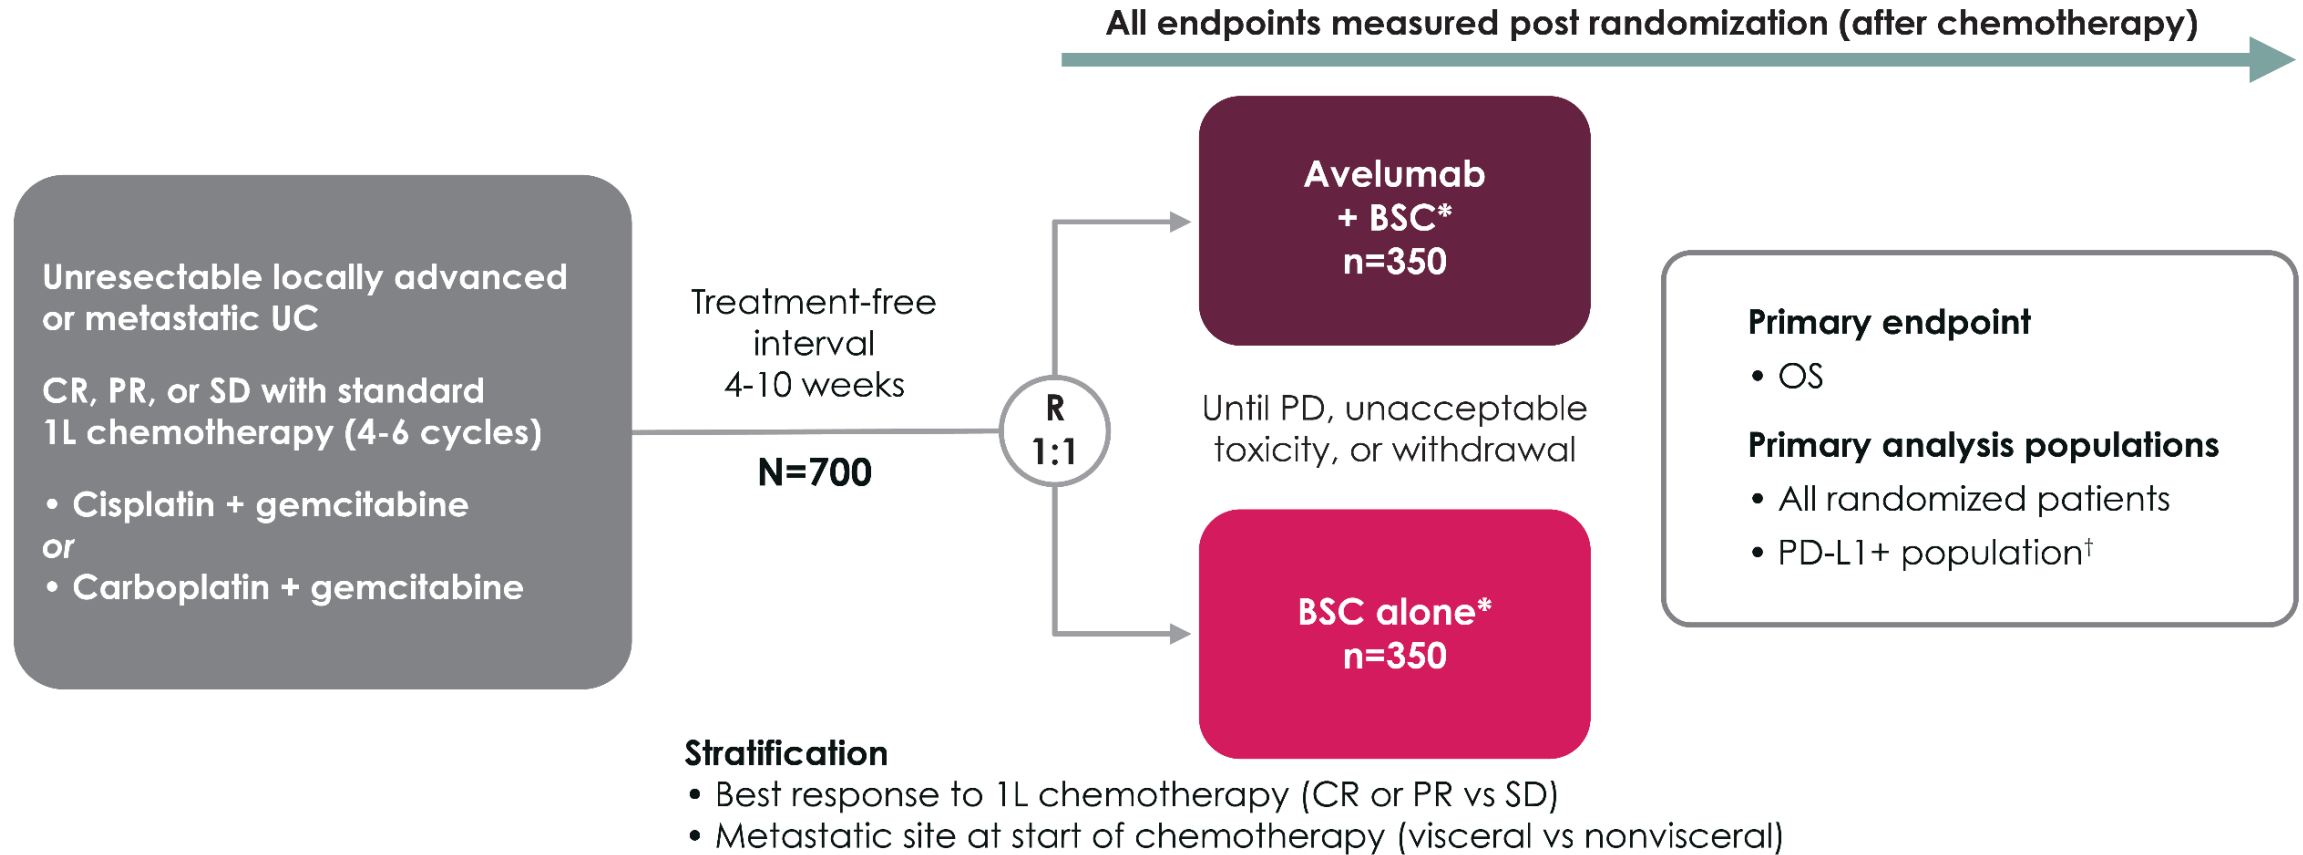 All endpoints measured post randomization (after chemotherapy)
Unresectable locally advanced
or metastatic UC
CR, PR, or SD with standard
1L chemotherapy (4-6 cycles)
• Cisplatin + gemcitabine
or
• Carboplatin + gemcitabine
Treatment-free
interval
4-10 weeks
N=700
R
1:1
Avelumab
+ BSC*
n=350
Until PD, unacceptable
toxicity, or withdrawal
BSC alone*
n=350
Primary endpoint
• OS
Primary analysis populations
• All randomized patients
• PD-L1+ population†
Stratification
• Best response to 1L chemotherapy (CR or PR vs SD)
• Metastatic site at start of chemotherapy (visceral vs nonvisceral)